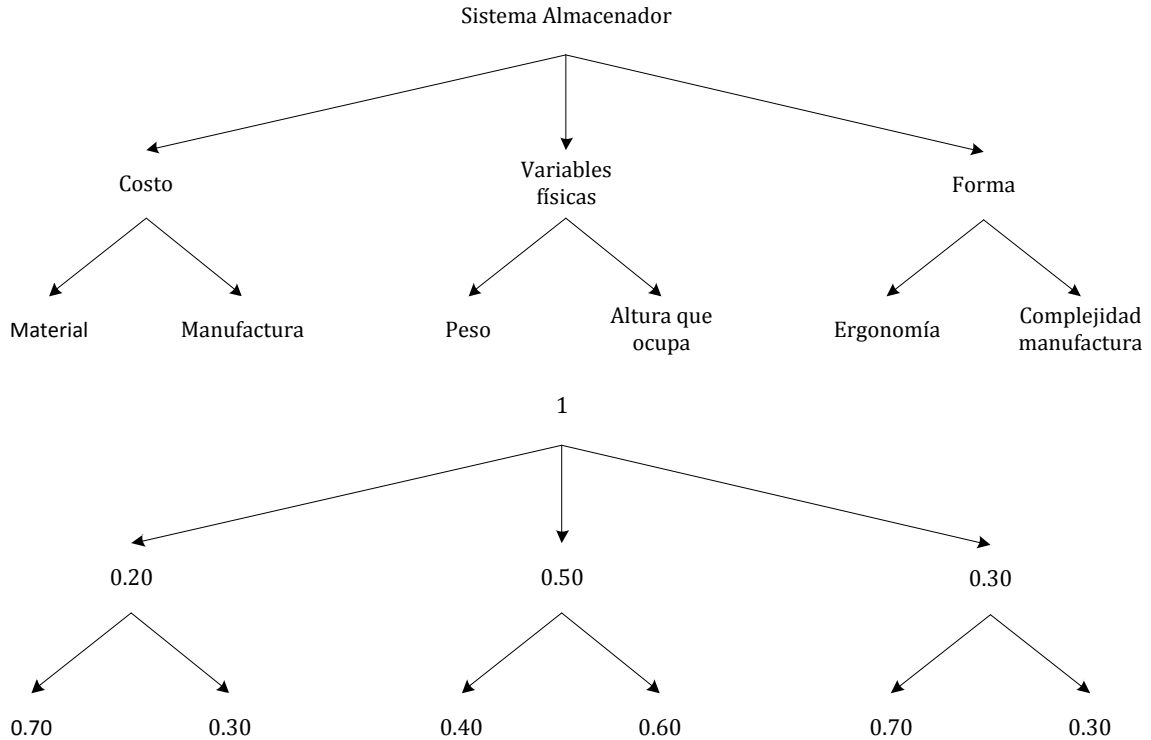 Sistema Almacenador
Costo
Variables
físicas
Forma
Material
Manufactura
Peso
Altura que
ocupa
Ergonomía
Complejidad
manufactura
1
0.20
0.50
0.30
0.70
0.30
0.40
0.60
0.70
0.30